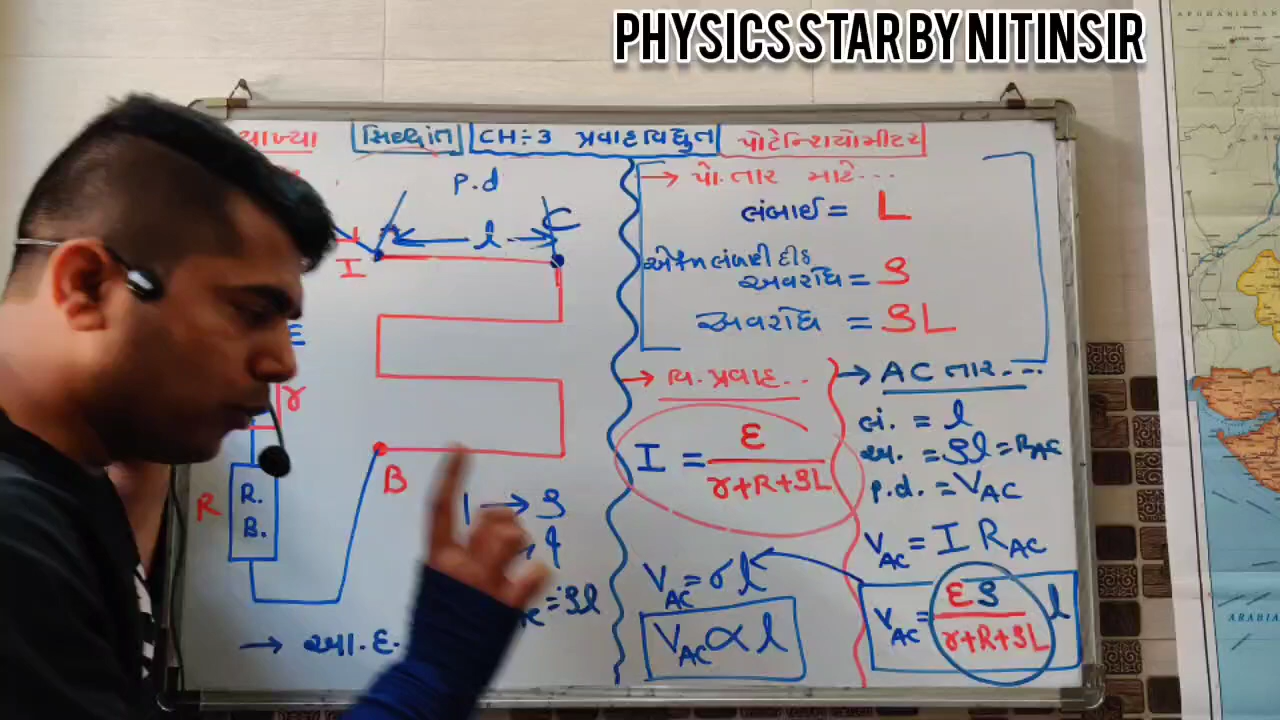 PHYSICS STAR BY NITINSIR
સિદ્ધાંત
CH÷3 પ્રવાહવિદ્યુત
પોટેન્શિયોમીટર
P.d
l
C
I
E
r
R
R.
B.
B
1 → ρ
= ρl
→ આ.દ.
→ પો. તાર માટે...
લંબાઈ = L
એકમ લંબાઈ દીઠ
અવરોધ = ρ
અવરોધ = ρL
→ વિ. પ્રવાહ..
I = ε / r+R+ρL
V_AC = σl
V_AC ∝ l
→ AC તાર...
લં. = l
અ. = ρl = R_AC
p.d. = V_AC
V_AC = I R_AC
V_AC = ερ / r+R+ρL l